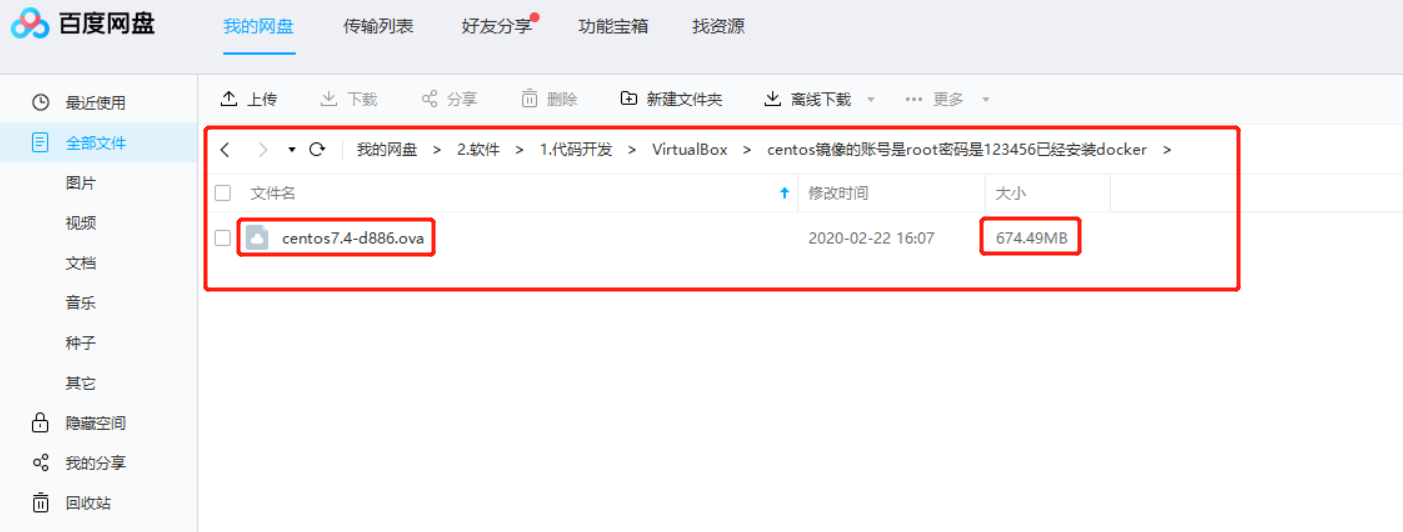 百度网盘 我的网盘 传输列表 好友分享 功能宝箱 找资源
最近使用 上传 下载 分享 删除 新建文件夹 离线下载 ··· 更多
全部文件 我的网盘 > 2.软件 > 1.代码开发 > VirtualBox > centos镜像的账号是root密码是123456已经安装docker >
图片 文件名 修改时间 大小
视频 centos7.4-d886.ova 2020-02-22 16:07 674.49MB
文档
音乐
种子
其它
隐藏空间
我的分享
回收站